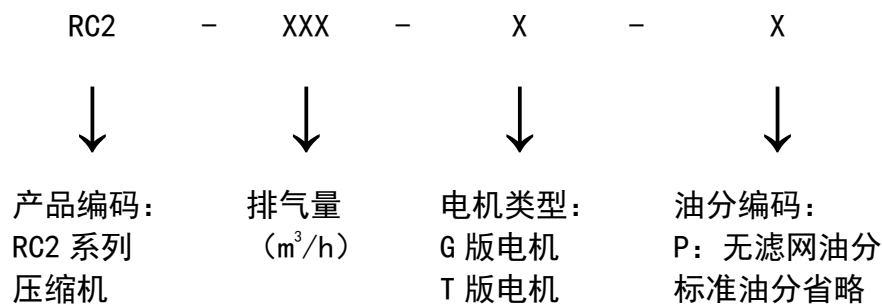 RC2 - XXX - X - X
产品编码： 排气量 电机类型： 油分编码：
RC2 系列 （m³/h） G 版电机 P：无滤网油分
压缩机 T 版电机 标准油分省略